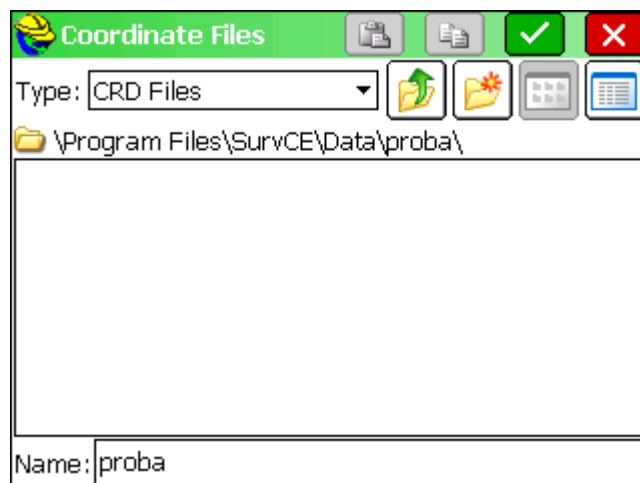 Coordinate Files
Type: CRD Files
\Program Files\SurvCE\Data\proba\
Name: proba